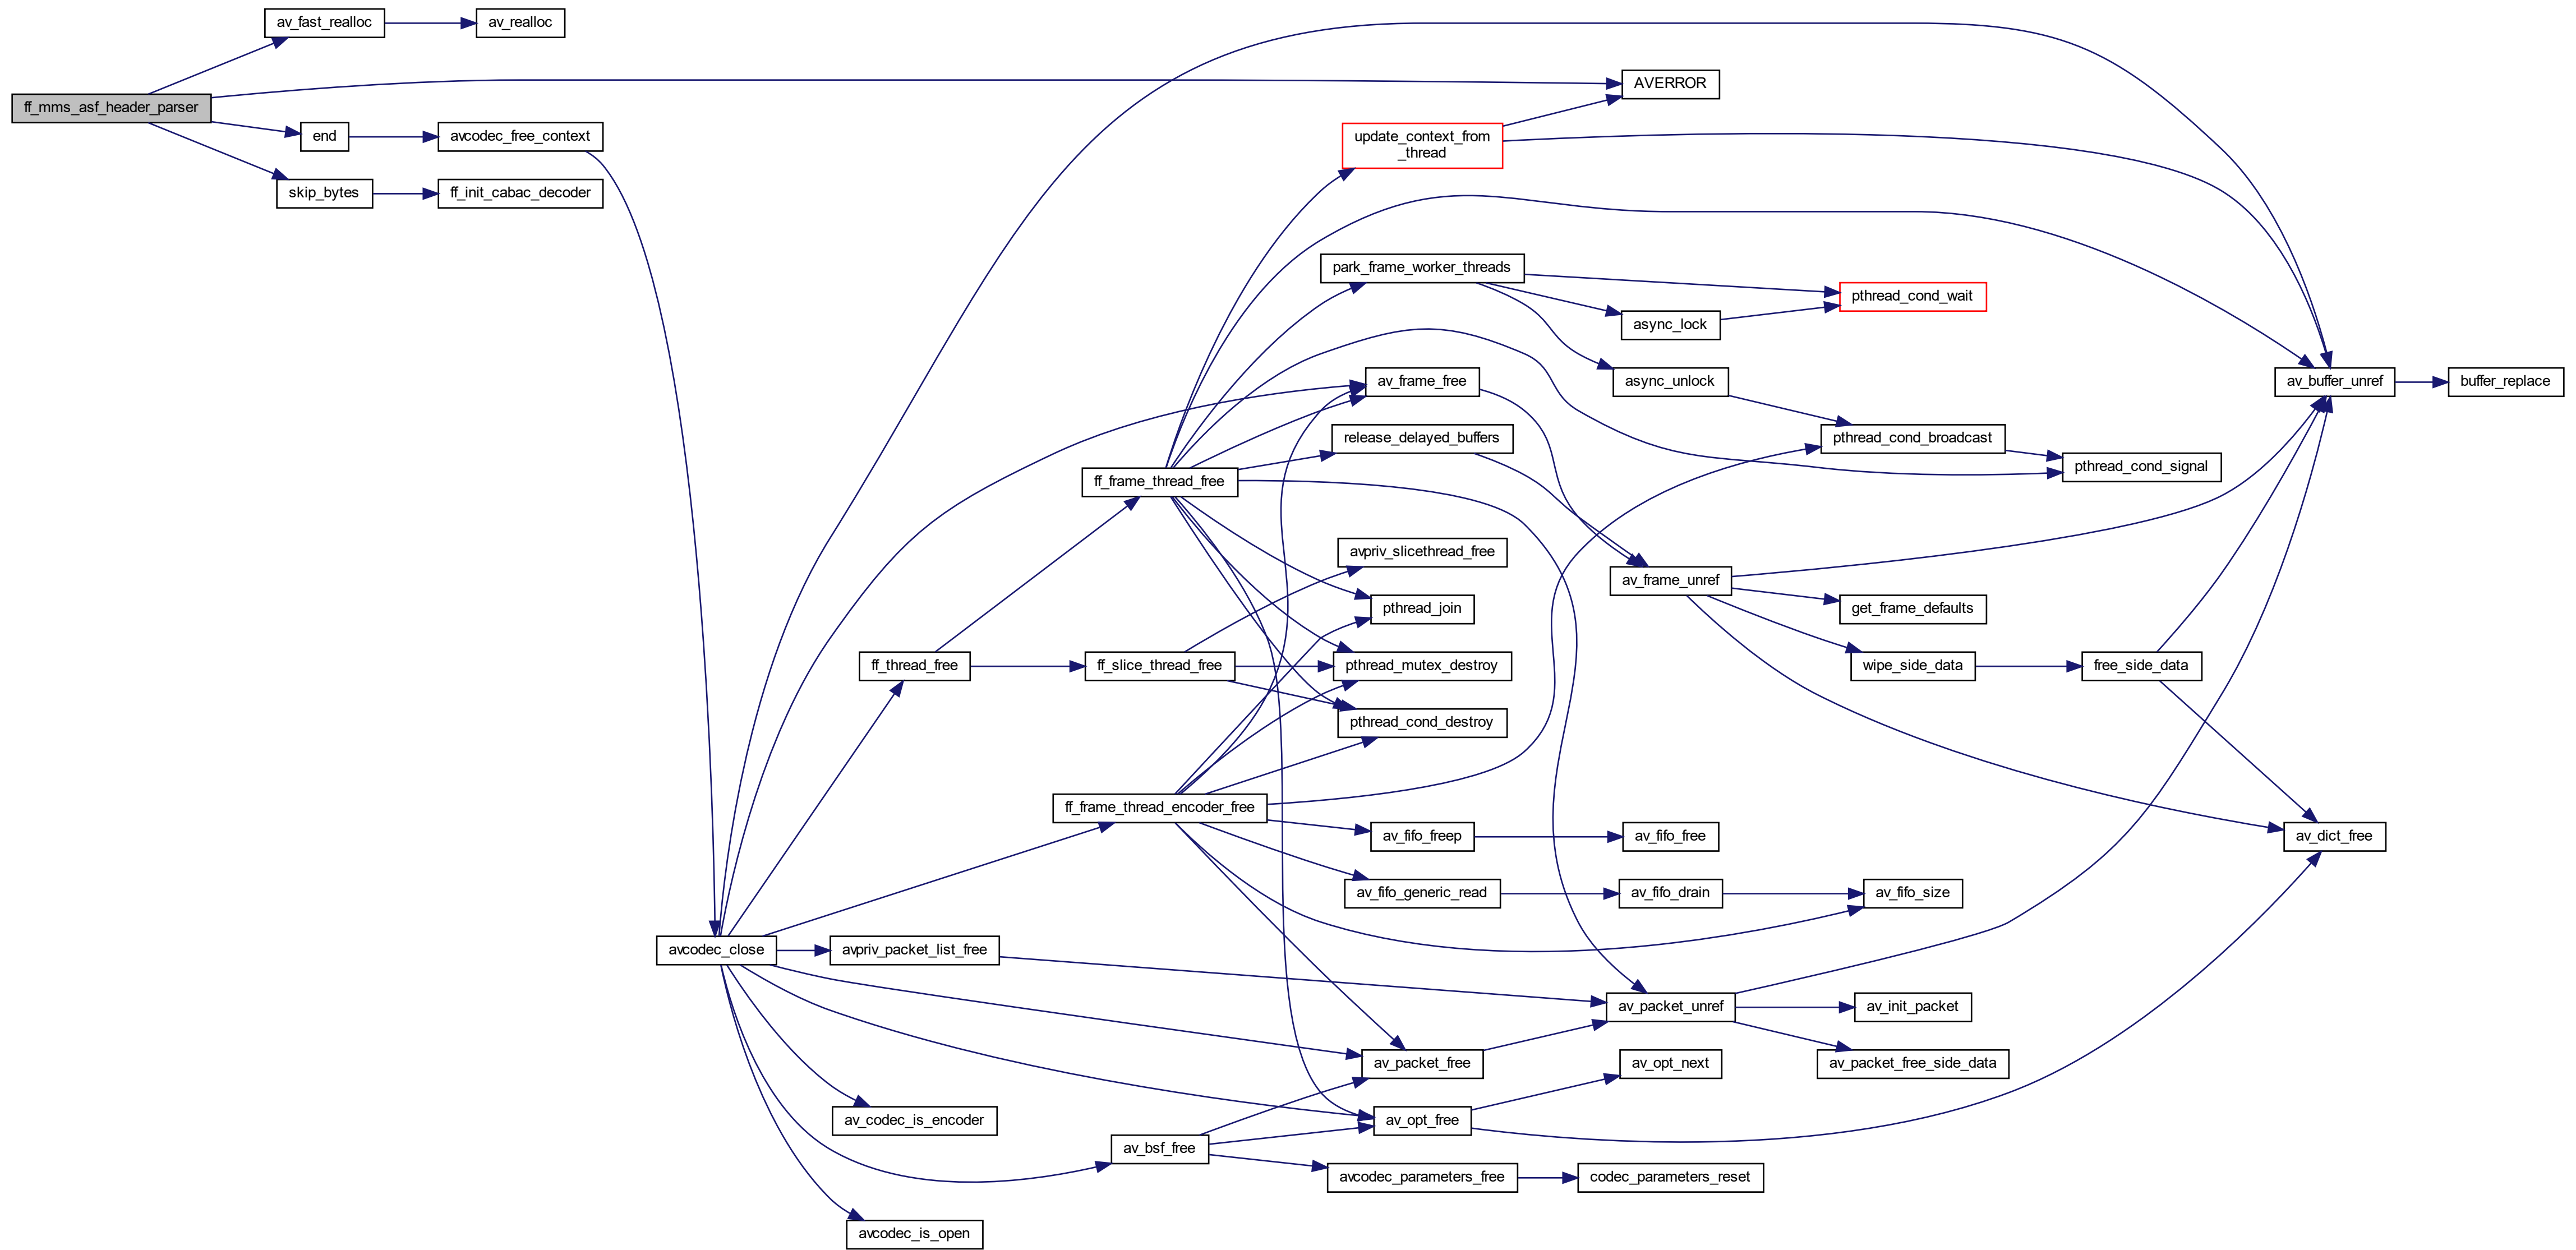 av_fast_realloc
av_realloc
ff_mms_asf_header_parser
AVERROR
end
avcodec_free_context
update_context_from
_thread
skip_bytes
ff_init_cabac_decoder
park_frame_worker_threads
pthread_cond_wait
async_lock
av_frame_free
async_unlock
av_buffer_unref
buffer_replace
release_delayed_buffers
pthread_cond_broadcast
pthread_cond_signal
ff_frame_thread_free
avpriv_slicethread_free
av_frame_unref
pthread_join
get_frame_defaults
ff_thread_free
ff_slice_thread_free
pthread_mutex_destroy
wipe_side_data
free_side_data
pthread_cond_destroy
ff_frame_thread_encoder_free
av_fifo_freep
av_fifo_free
av_dict_free
av_fifo_generic_read
av_fifo_drain
av_fifo_size
avcodec_close
avpriv_packet_list_free
av_packet_unref
av_init_packet
av_packet_free
av_opt_next
av_packet_free_side_data
av_codec_is_encoder
av_opt_free
av_bsf_free
avcodec_parameters_free
codec_parameters_reset
avcodec_is_open